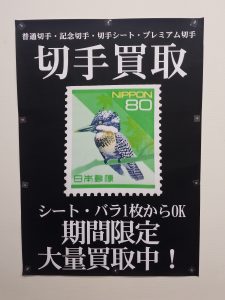 普通切手・記念切手・切手シート・プレミアム切手
切手買取
NIPPON
80
日本郵便
シート・バラ1枚からOK
期間限定
大量買取中！